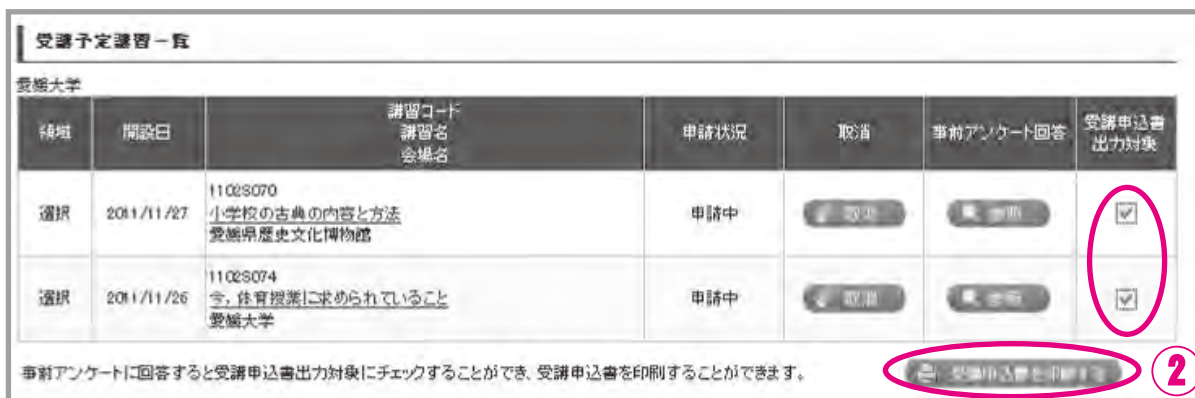 受講予定講習一覧
愛媛大学
領域 開設日 講習コード 講習名 会場名 申請状況 取消 事前アンケート回答 受講申込書出力対象
1102S070
選択 2011/11/27 小学校の古典の内容と方法 申請中 取消 参照
愛媛県歴史文化博物館
1102S074
選択 2011/11/26 今、体育授業に求められていること 申請中 取消 参照
愛媛大学
事前アンケートに回答すると受講申込書出力対象にチェックすることができ、受講申込書を印刷することができます。
受講申込書を印刷する
2